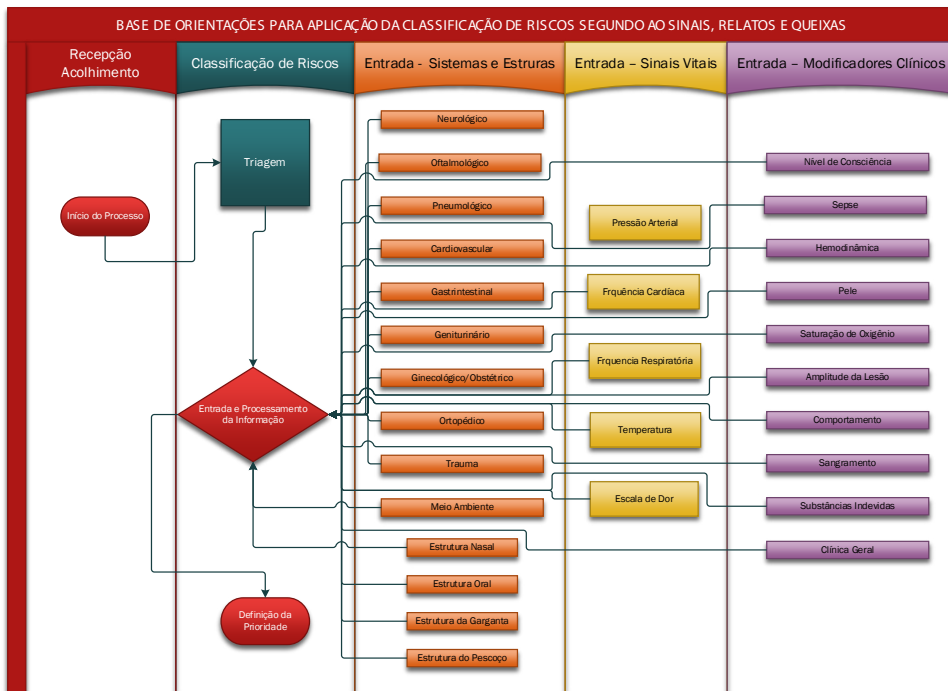 BASE DE ORIENTAÇÕES PARA APLICAÇÃO DA CLASSIFICAÇÃO DE RISCOS SEGUNDO AO SINAIS, RELATOS E QUEIXAS
Recepção
Acolhimento
Classificação de Riscos
Entrada - Sistemas e Estruras
Entrada – Sinais Vitais
Entrada – Modificadores Clínicos
Início do Processo
Triagem
Entrada e Processamento
da Informação
Definição da
Prioridade
Neurológico
Oftalmológico
Pneumológico
Cardiovascular
Gastrintestinal
Geniturinário
Ginecológico/Obstétrico
Ortopédico
Trauma
Meio Ambiente
Estrutura Nasal
Estrutura Oral
Estrutura da Garganta
Estrutura do Pescoço
Pressão Arterial
Frquência Cardíaca
Frquencia Respiratória
Temperatura
Escala de Dor
Nível de Consciência
Sepse
Hemodinâmica
Pele
Saturação de Oxigênio
Amplitude da Lesão
Comportamento
Sangramento
Substâncias Indevidas
Clínica Geral